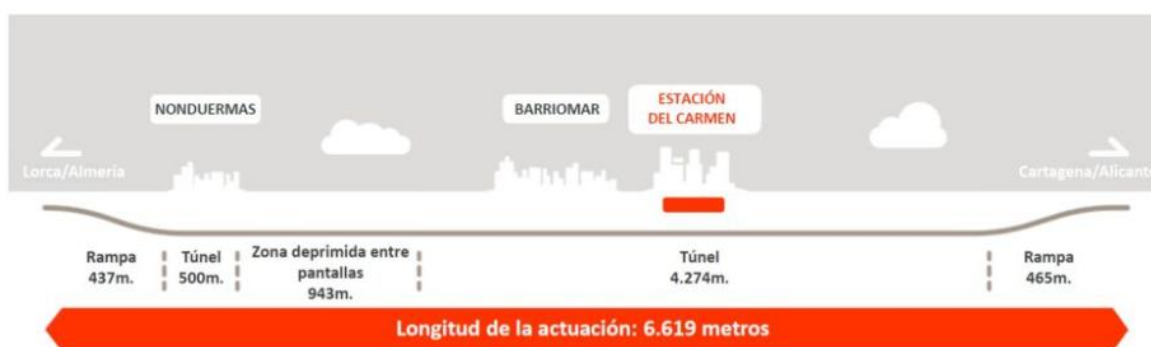 NONDUERMAS
BARRIOMAR
ESTACIÓN
DEL CARMEN
Lorca/Almería
Cartagena/Alicante
Rampa
437m.
Túnel
500m.
Zona deprimida entre
pantallas
943m.
Túnel
4.274m.
Rampa
465m.
Longitud de la actuación: 6.619 metros